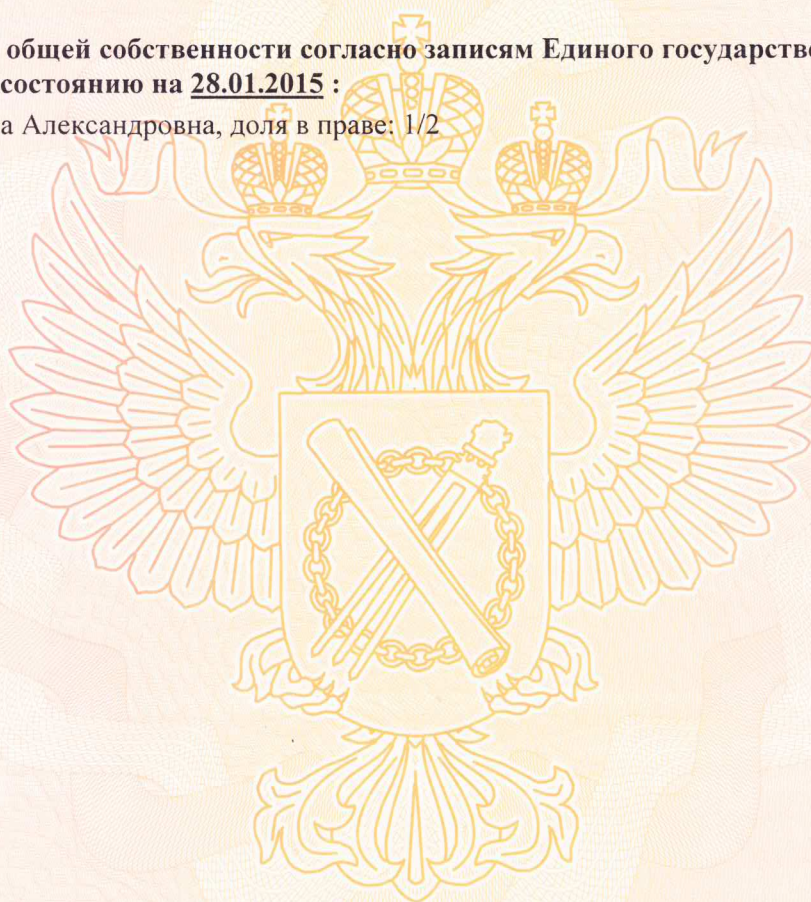 общей собственности согласно записям Единого государстве
состоянию на 28.01.2015 :
а Александровна, доля в праве: 1/2